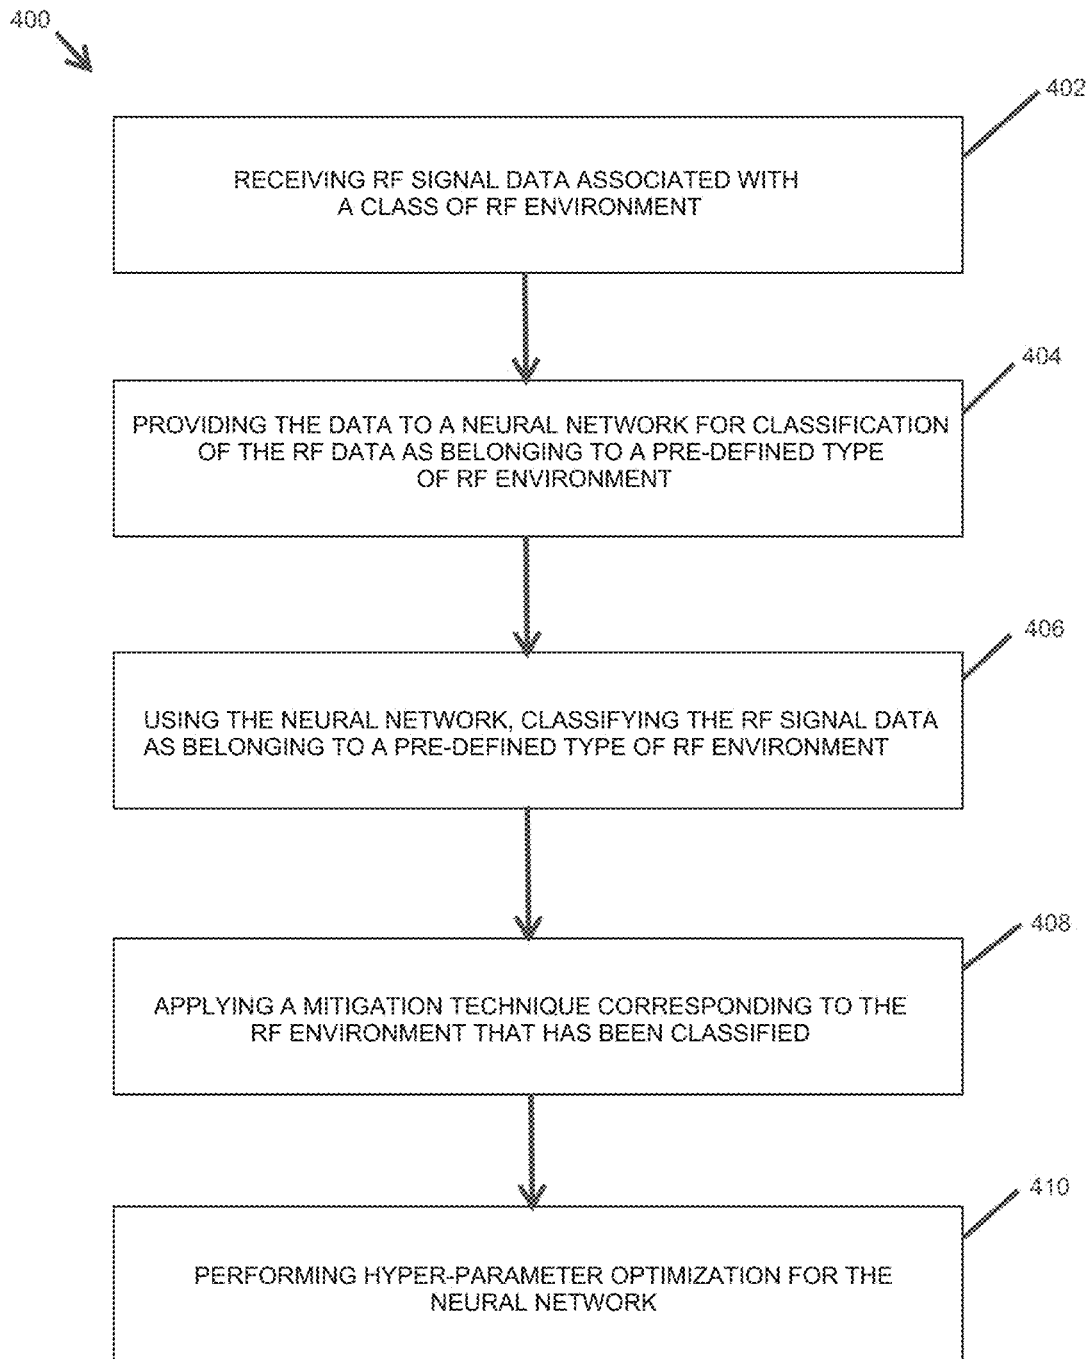 400
402
RECEIVING RF SIGNAL DATA ASSOCIATED WITH
A CLASS OF RF ENVIRONMENT
404
PROVIDING THE DATA TO A NEURAL NETWORK FOR CLASSIFICATION
OF THE RF DATA AS BELONGING TO A PRE-DEFINED TYPE
OF RF ENVIRONMENT
406
USING THE NEURAL NETWORK, CLASSIFYING THE RF SIGNAL DATA
AS BELONGING TO A PRE-DEFINED TYPE OF RF ENVIRONMENT
408
APPLYING A MITIGATION TECHNIQUE CORRESPONDING TO THE
RF ENVIRONMENT THAT HAS BEEN CLASSIFIED
410
PERFORMING HYPER-PARAMETER OPTIMIZATION FOR THE
NEURAL NETWORK